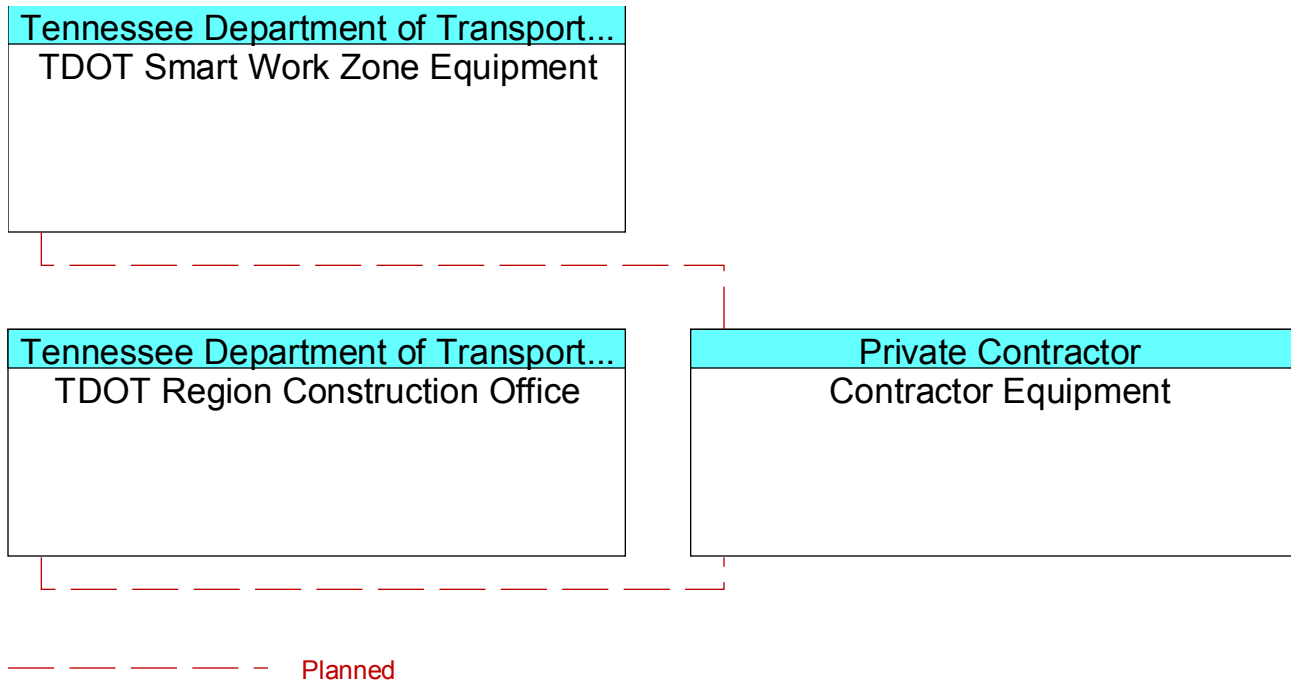 Tennessee Department of Transport...
TDOT Smart Work Zone Equipment
Tennessee Department of Transport...
TDOT Region Construction Office
Private Contractor
Contractor Equipment
Planned